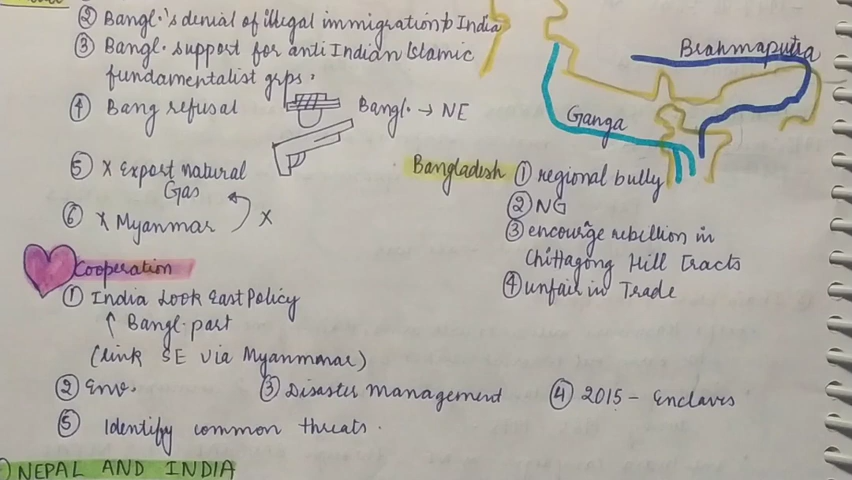 ② Bangl.'s denial of illegal immigration to India
③ Bangl. support for anti Indian Islamic
fundamentalist grps.
④ Bang refusal
Bangl. → NE
⑤ X Export natural
Gas
⑥ X Myanmar X
Brahmaputra
Ganga
Bangladesh ① regional bully
② NG
③ encourage rebellion in
Chittagong Hill Tracts
④ unfair in Trade
Cooperation
① India Look East Policy
↑ Bangl. part
(link SE via Myanmmar)
② Env. ③ Disaster Management ④ 2015 - Enclaves
⑤ Identify common threats.
) NEPAL AND INDIA